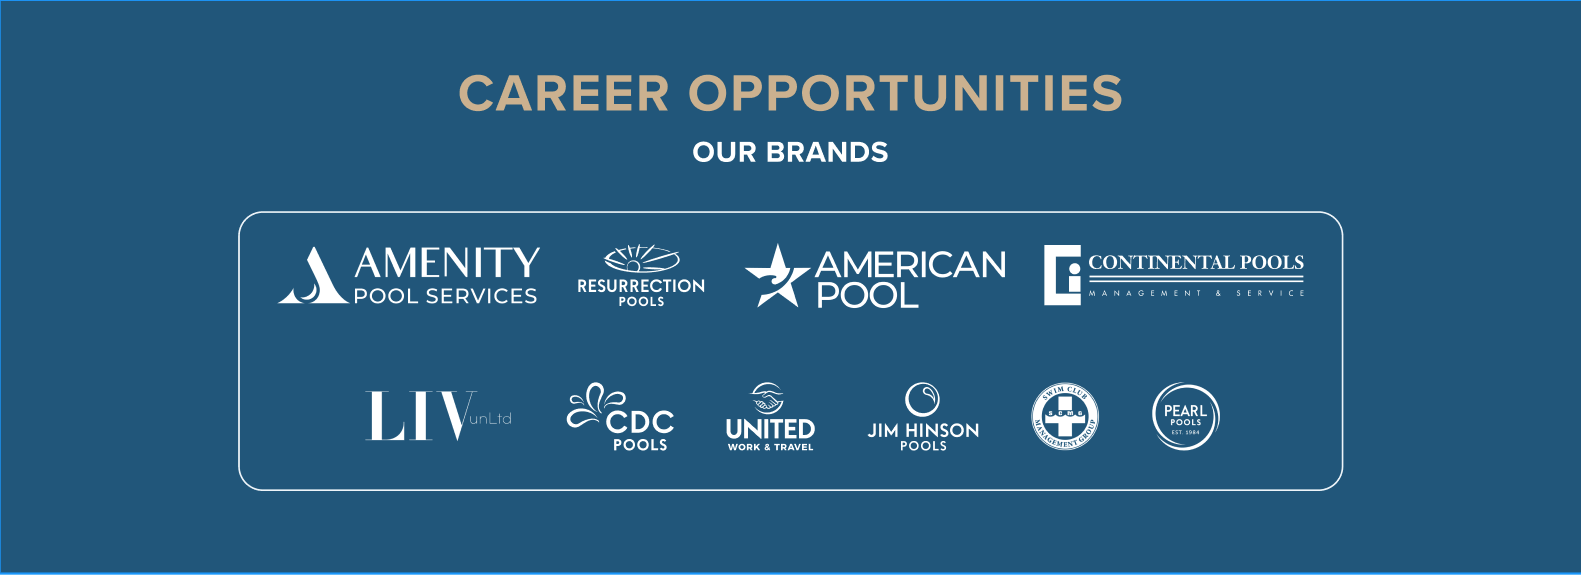 CAREER OPPORTUNITIES
OUR BRANDS
AMENITY
POOL SERVICES
RESURRECTION
POOLS
AMERICAN
POOL
CONTINENTAL POOLS
MANAGEMENT & SERVICE
LIV unLtd
CDC
POOLS
UNITED
WORK & TRAVEL
JIM HINSON
POOLS
SWIM CLUB
SCMG
MANAGEMENT GROUP
PEARL
POOLS
EST. 1984